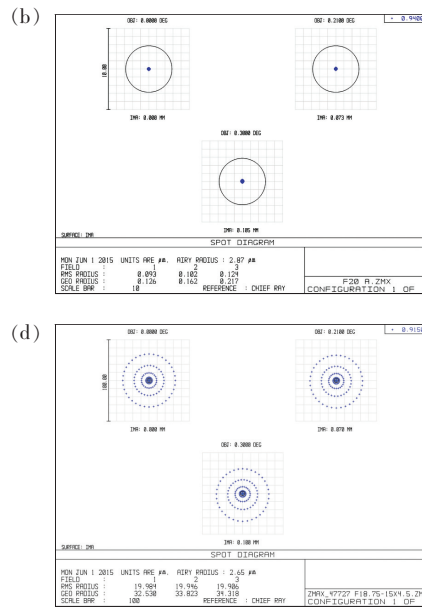 (b)
OBJ: 0.0000 DEG
OBJ: 0.2100 DEG
10.00
IMA: 0.000 MM
IMA: 0.073 MM
OBJ: 0.3000 DEG
IMA: 0.105 MM
SURFACE: IMA
SPOT DIAGRAM
MON JUN 1 2015 UNITS ARE µm. AIRY RADIUS : 2.87 µm
FIELD : 1 2 3
RMS RADIUS : 0.093 0.102 0.124
GEO RADIUS : 0.126 0.162 0.217
SCALE BAR : 10 REFERENCE : CHIEF RAY
F20 A.ZMX
CONFIGURATION 1 OF
(d)
OBJ: 0.0000 DEG
OBJ: 0.2100 DEG
100.00
IMA: 0.000 MM
IMA: 0.070 MM
OBJ: 0.3000 DEG
IMA: 0.100 MM
SURFACE: IMA
SPOT DIAGRAM
MON JUN 1 2015 UNITS ARE µm. AIRY RADIUS : 2.65 µm
FIELD : 1 2 3
RMS RADIUS : 19.984 19.946 19.906
GEO RADIUS : 32.530 33.823 34.318
SCALE BAR : 100 REFERENCE : CHIEF RAY
ZMAX_47727 F18.75-15X4.5.ZM
CONFIGURATION 1 OF